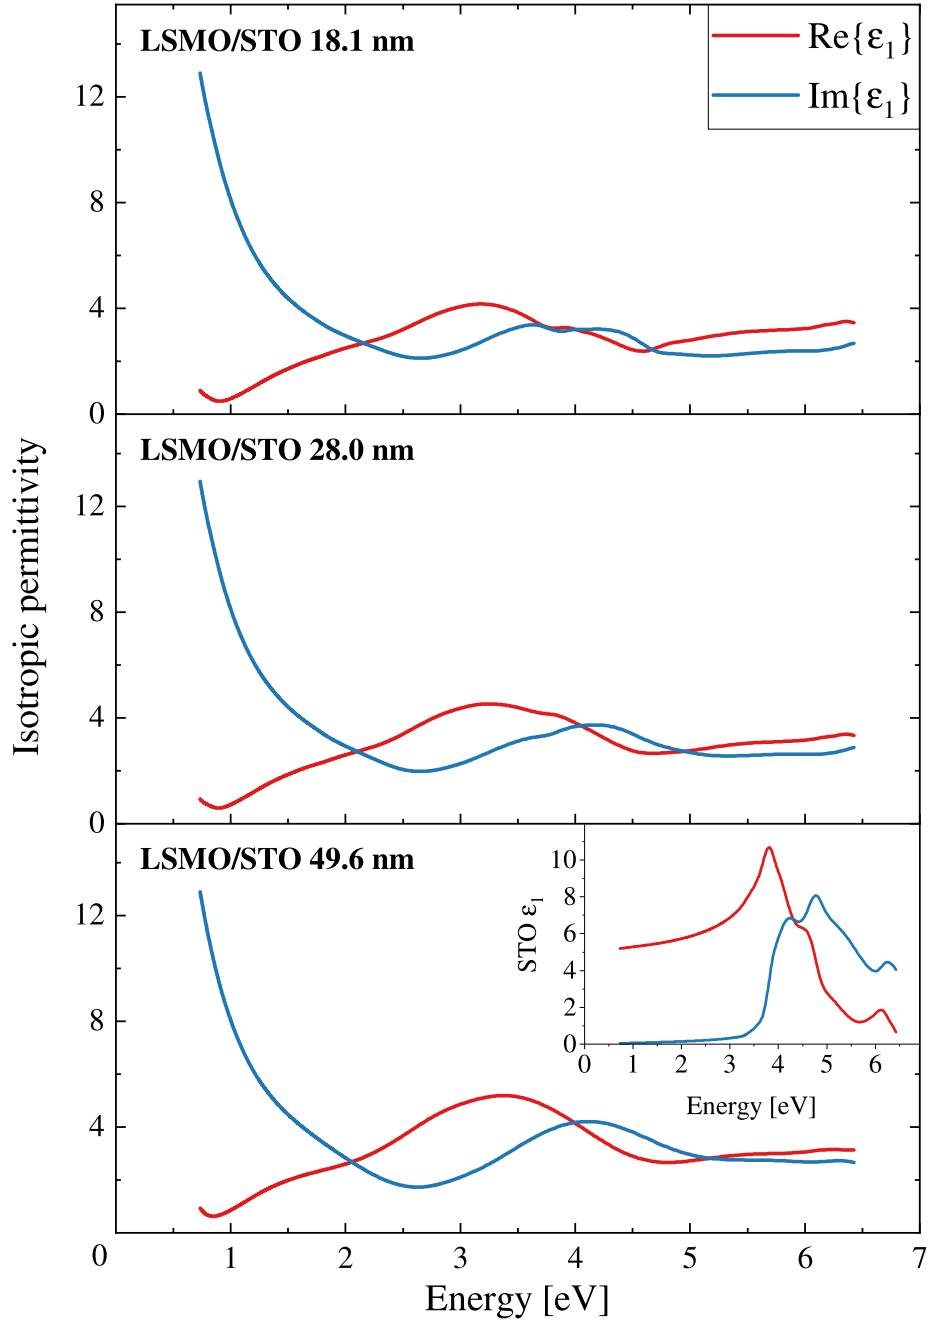 LSMO/STO 18.1 nm
Re{ε₁}
Im{ε₁}
12
8
4
0
LSMO/STO 28.0 nm
12
8
4
0
Isotropic permittivity
LSMO/STO 49.6 nm
12
8
4
0
1 2 3 4 5 6 7
Energy [eV]
STO ε₁
10
8
6
4
2
0
0 1 2 3 4 5 6
Energy [eV]